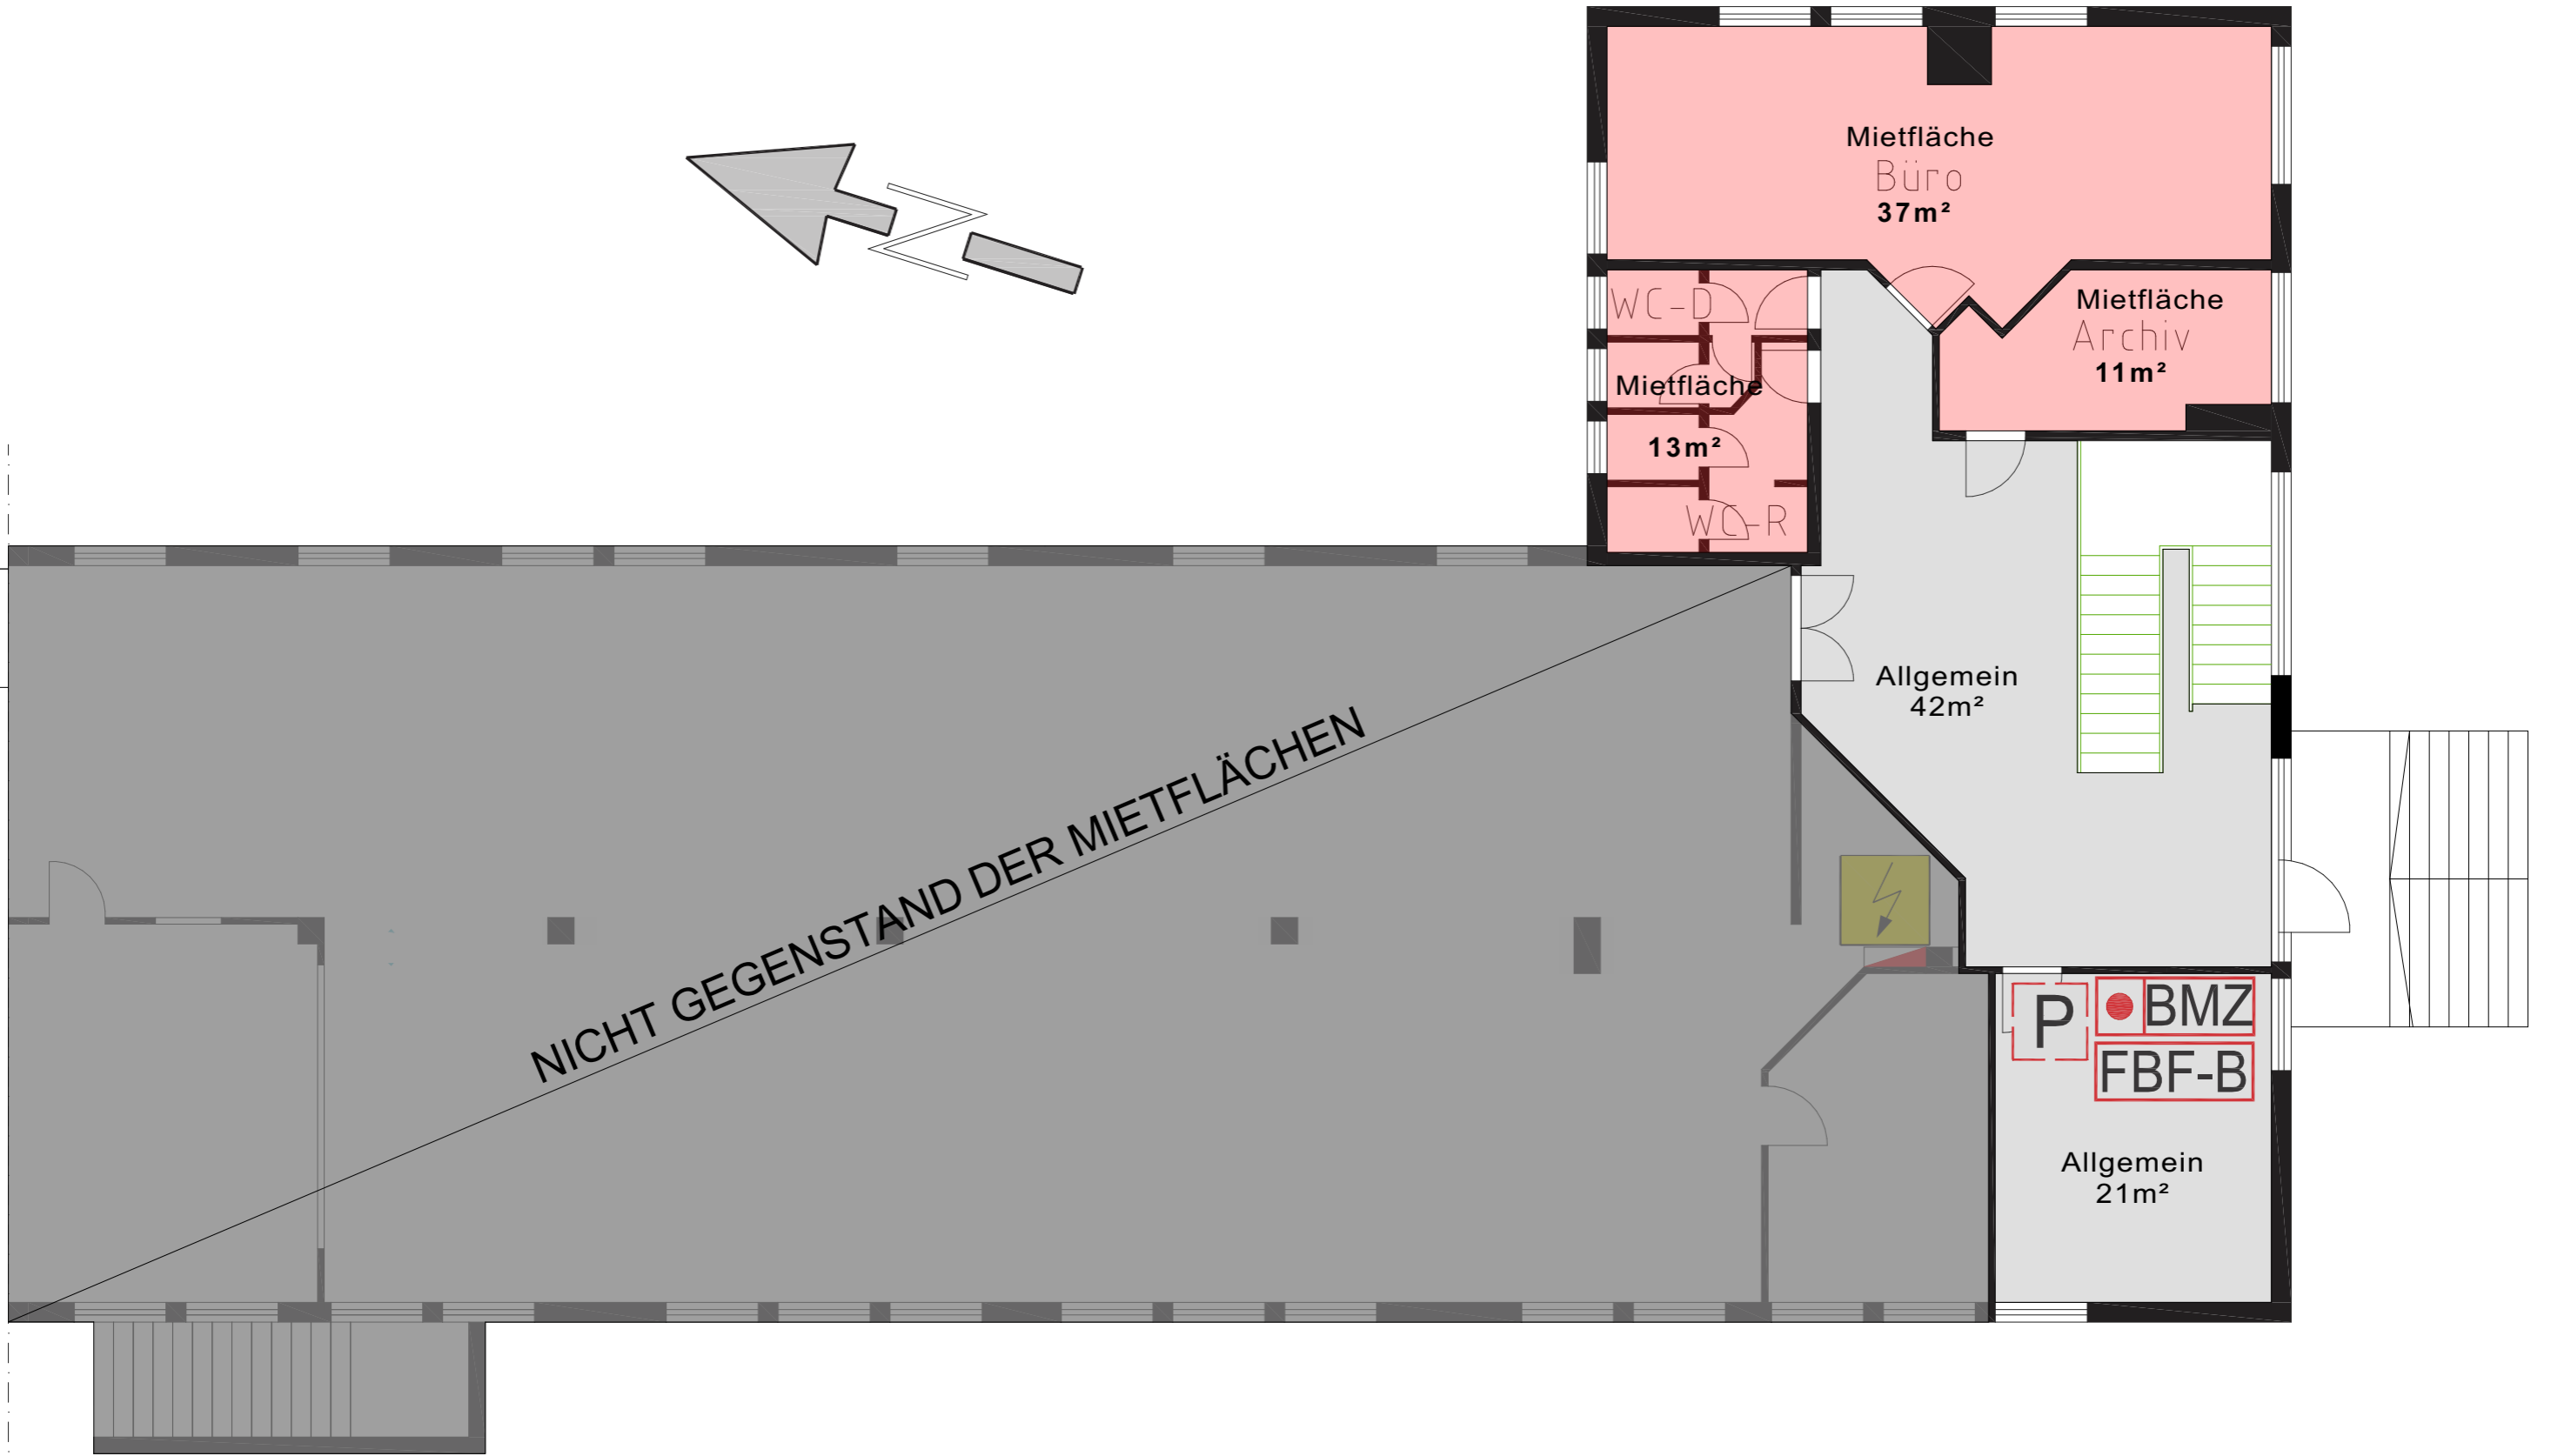 Mietfläche
Büro
37m²
WC-D
Mietfläche
Archiv
11m²
Mietfläche
13m²
WC-R
Allgemein
42m²
NICHT GEGENSTAND DER MIETFLÄCHEN
P
BMZ
FBF-B
Allgemein
21m²